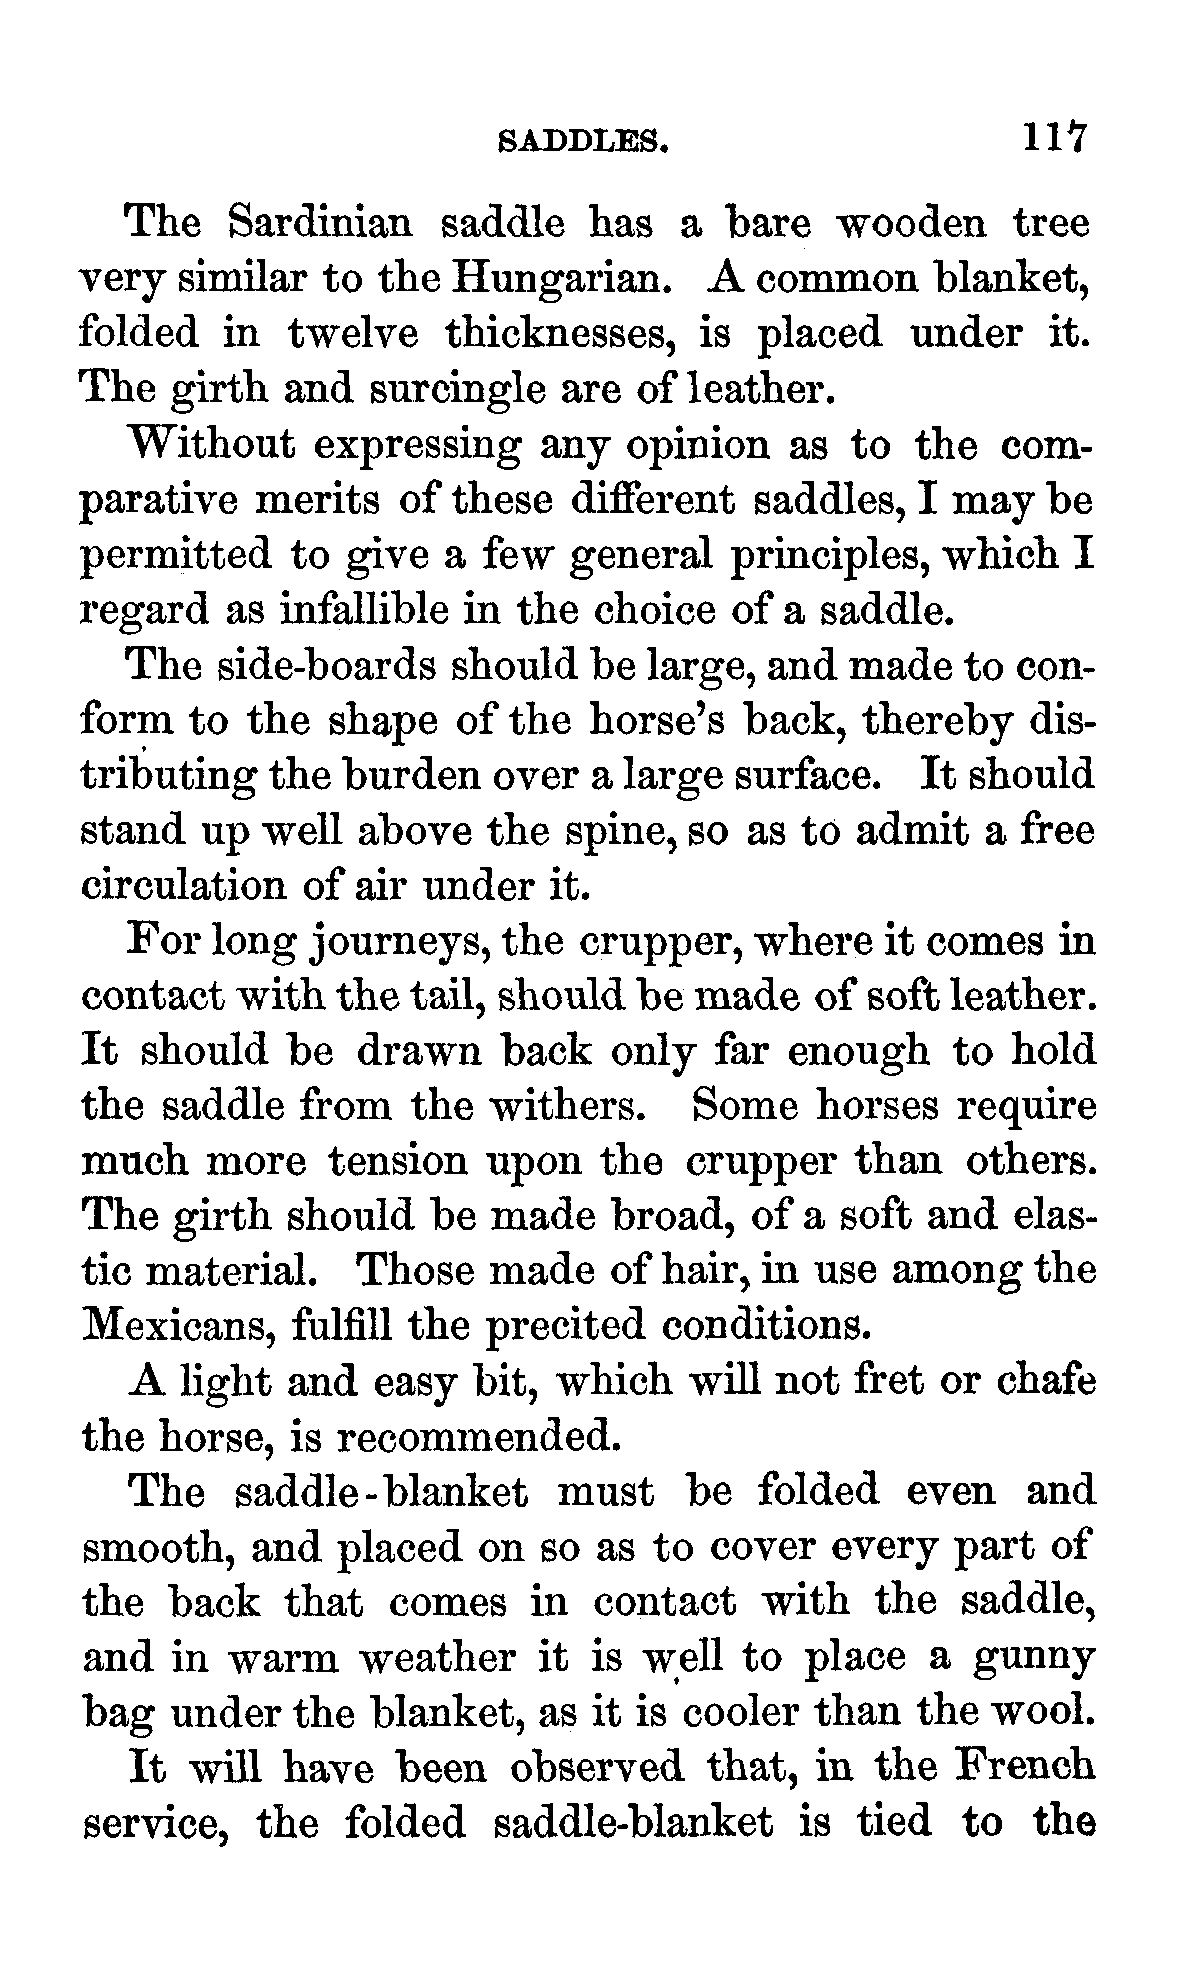 SADDLES. 117
The Sardinian saddle has a bare wooden tree
very similar to the Hungarian. A common blanket,
folded in twelve thicknesses, is placed under it.
The girth and surcingle are of leather.
Without expressing any opinion as to the com-
parative merits of these different saddles, I may be
permitted to give a few general principles, which I
regard as infallible in the choice of a saddle.
The side-boards should be large, and made to con-
form to the shape of the horse's back, thereby dis-
tributing the burden over a large surface. It should
stand up well above the spine, so as to admit a free
circulation of air under it.
For long journeys, the crupper, where it comes in
contact with the tail, should be made of soft leather.
It should be drawn back only far enough to hold
the saddle from the withers. Some horses require
much more tension upon the crupper than others.
The girth should be made broad, of a soft and elas-
tic material. Those made of hair, in use among the
Mexicans, fulfill the precited conditions.
A light and easy bit, which will not fret or chafe
the horse, is recommended.
The saddle-blanket must be folded even and
smooth, and placed on so as to cover every part of
the back that comes in contact with the saddle,
and in warm weather it is well to place a gunny
bag under the blanket, as it is cooler than the wool.
It will have been observed that, in the French
service, the folded saddle-blanket is tied to the